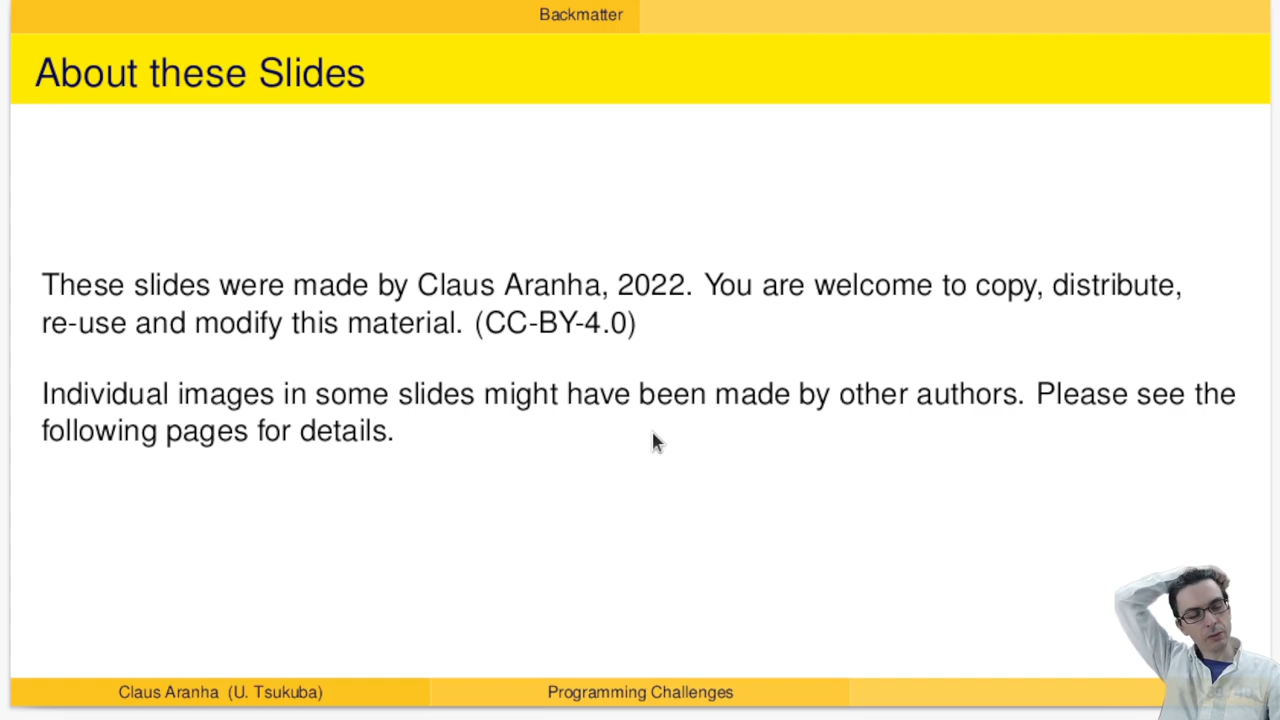 Backmatter
About these Slides
These slides were made by Claus Aranha, 2022. You are welcome to copy, distribute,
re-use and modify this material. (CC-BY-4.0)
Individual images in some slides might have been made by other authors. Please see the
following pages for details.
Claus Aranha (U. Tsukuba)
Programming Challenges